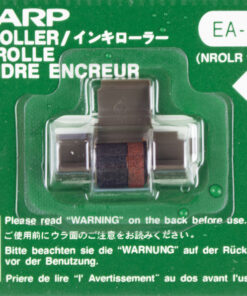 ARP
EA-
OLLER/インキローラー
ROLLE
(NROLR
DRE ENCREUR
Please read "WARNING" on the back before use.
ご使用前にウラ面のご注意をお読みください。
Bitte beachten sie die "WARNUNG" auf der Rück
vor der Benutzung.
Priere de lire "l' Avertissement" au dos avant l'us